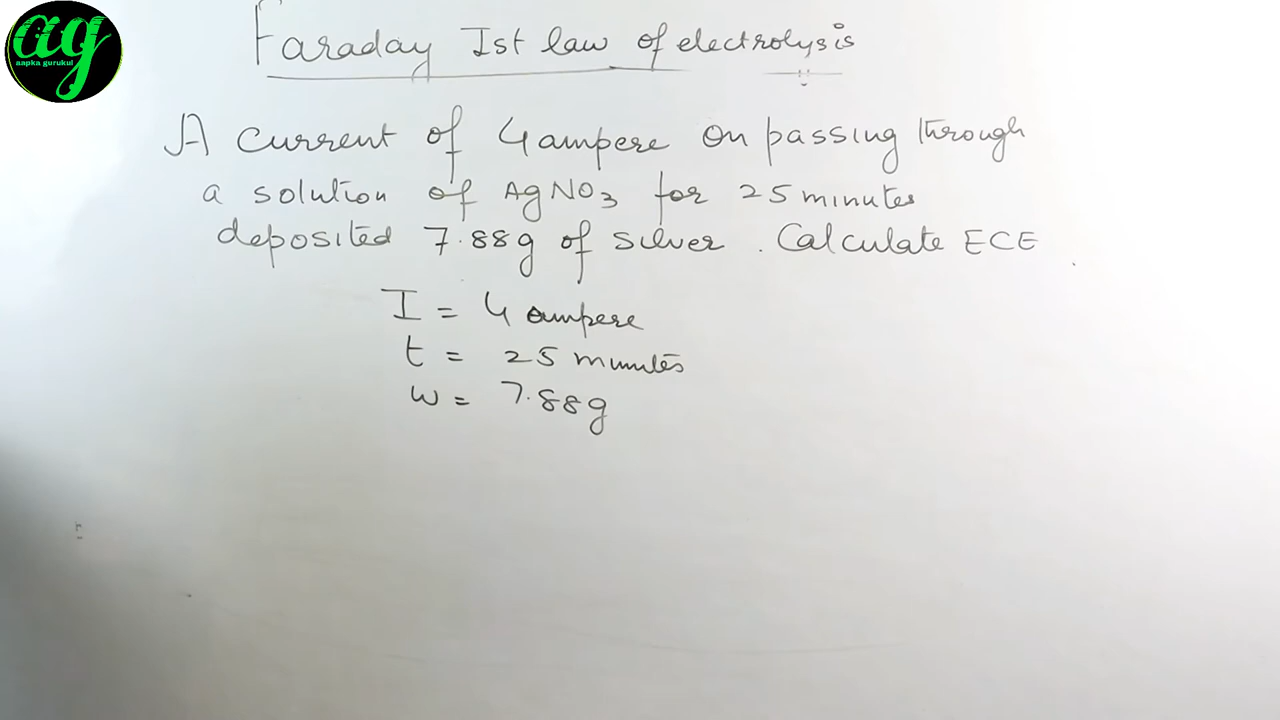 ag
aapka gurukul
Faraday Ist law of electrolysis
A current of 4 ampere on passing through
a solution of AgNO3 for 25 minutes
deposited 7.88g of silver. Calculate ECE
I = 4 ampere
t = 25 minutes
w = 7.88g